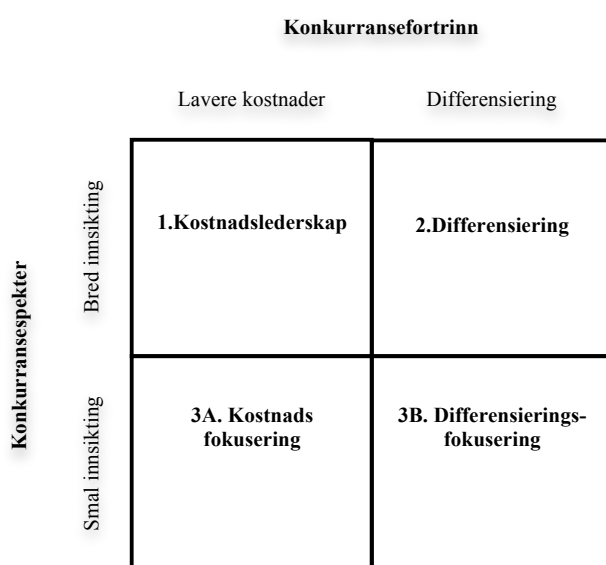 Konkurransefortrinn
Lavere kostnader
Differensiering
Konkurransespekter
Bred innsikting
1.Kostnadslederskap
2.Differensiering
Smal innsikting
3A. Kostnads
fokusering
3B. Differensierings-
fokusering